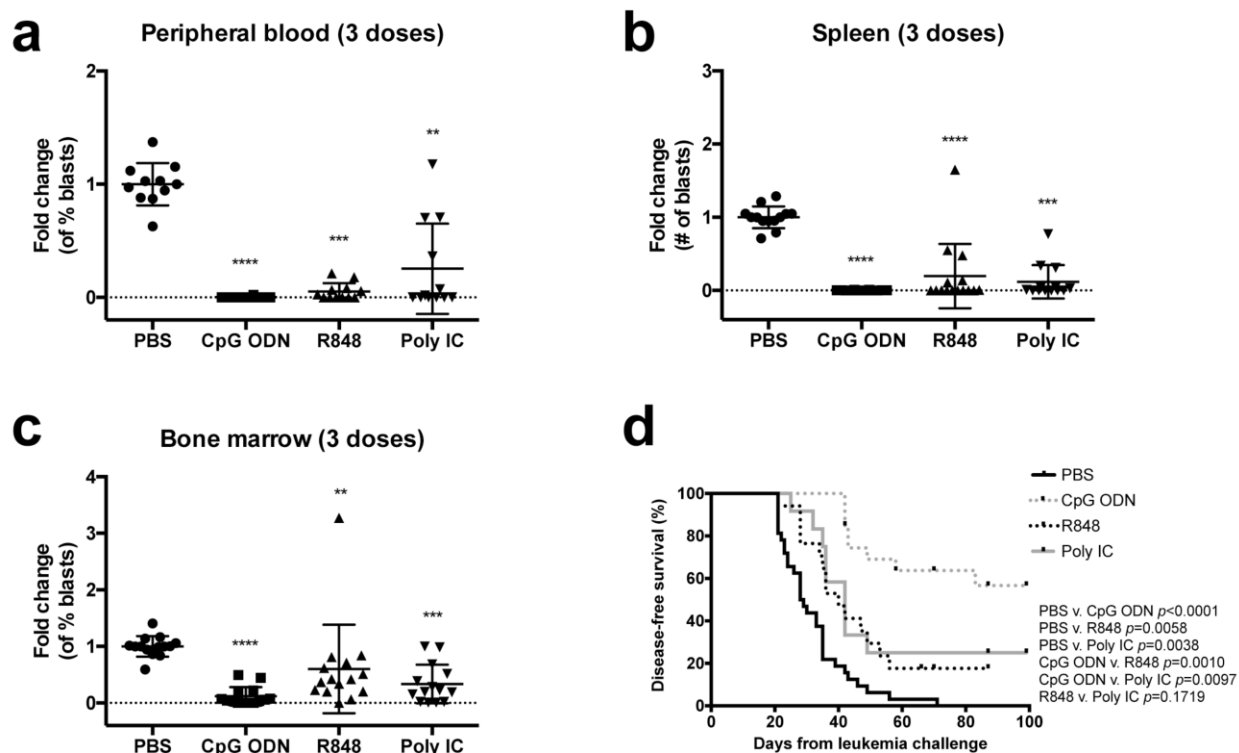 a
Peripheral blood (3 doses)
Fold change
(of % blasts)
2
1
0
****
***
**
PBS
CpG ODN
R848
Poly IC
b
Spleen (3 doses)
Fold change
(# of blasts)
3
2
1
0
****
****
***
PBS
CpG ODN
R848
Poly IC
c
Bone marrow (3 doses)
Fold change
(of % blasts)
4
2
0
****
**
***
PBS
CpG ODN
R848
Poly IC
d
PBS
CpG ODN
R848
Poly IC
Disease-free survival (%)
100
80
60
40
20
0
0
20
40
60
80
100
Days from leukemia challenge
PBS v. CpG ODN p<0.0001
PBS v. R848 p=0.0058
PBS v. Poly IC p=0.0038
CpG ODN v. R848 p=0.0010
CpG ODN v. Poly IC p=0.0097
R848 v. Poly IC p=0.1719